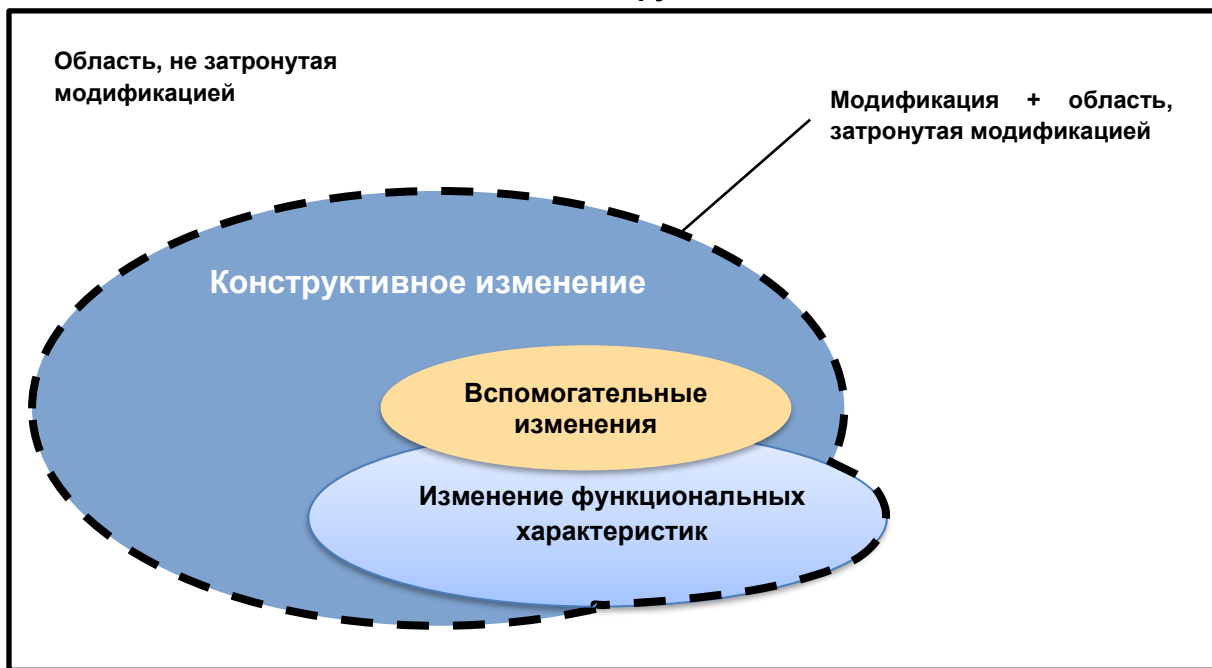 Область, не затронутая
модификацией
Модификация + область,
затронутая модификацией
Конструктивное изменение
Вспомогательные
изменения
Изменение функциональных
характеристик